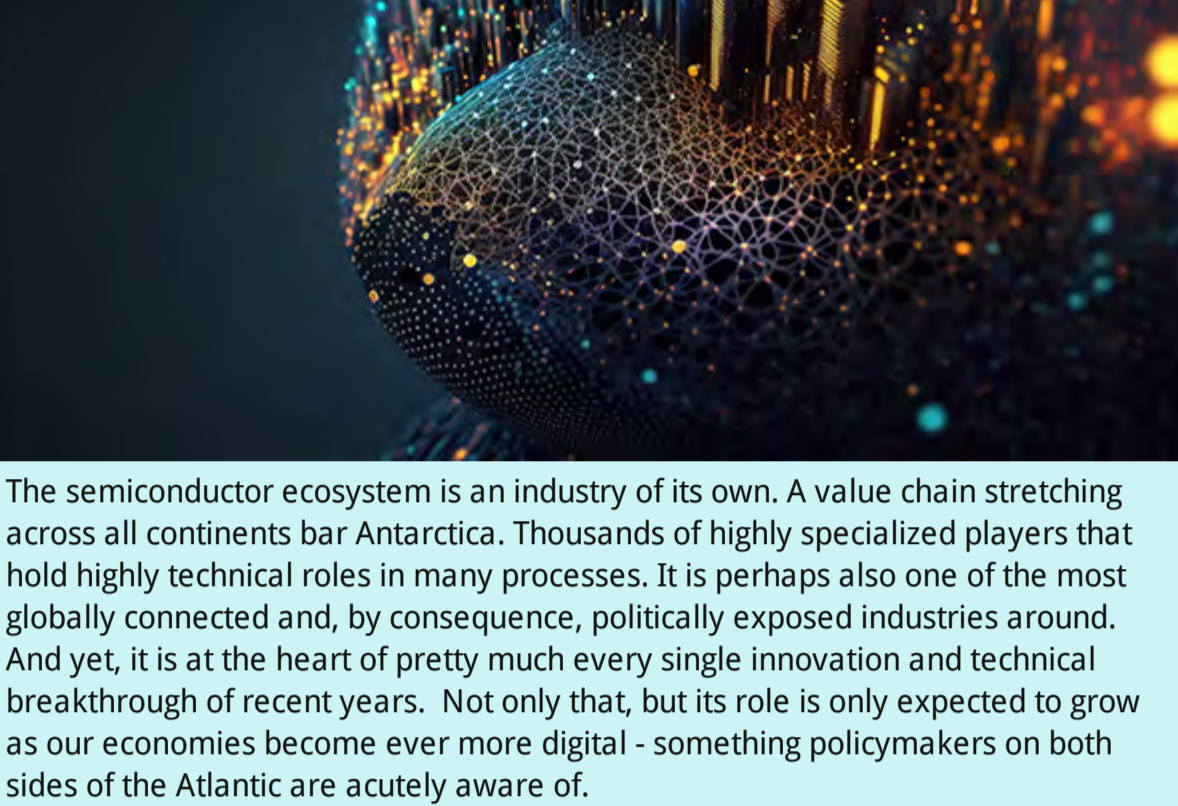 The semiconductor ecosystem is an industry of its own. A value chain stretching
across all continents bar Antarctica. Thousands of highly specialized players that
hold highly technical roles in many processes. It is perhaps also one of the most
globally connected and, by consequence, politically exposed industries around.
And yet, it is at the heart of pretty much every single innovation and technical
breakthrough of recent years.  Not only that, but its role is only expected to grow
as our economies become ever more digital - something policymakers on both
sides of the Atlantic are acutely aware of.